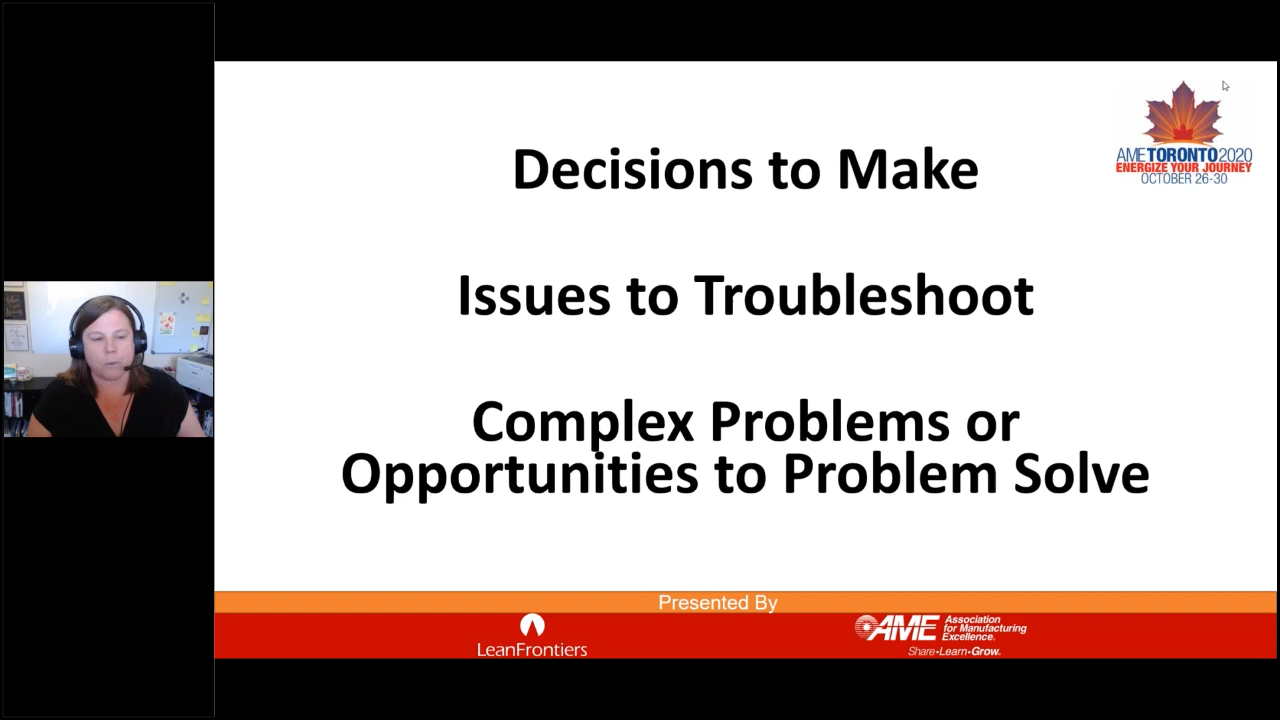 Decisions to Make
AMETORONTO2020
ENERGIZE YOUR JOURNEY
OCTOBER 26-30
Issues to Troubleshoot
Complex Problems or
Opportunities to Problem Solve
Presented By
LeanFrontiers
AME Association
for Manufacturing
Excellence.
Share•Learn•Grow.